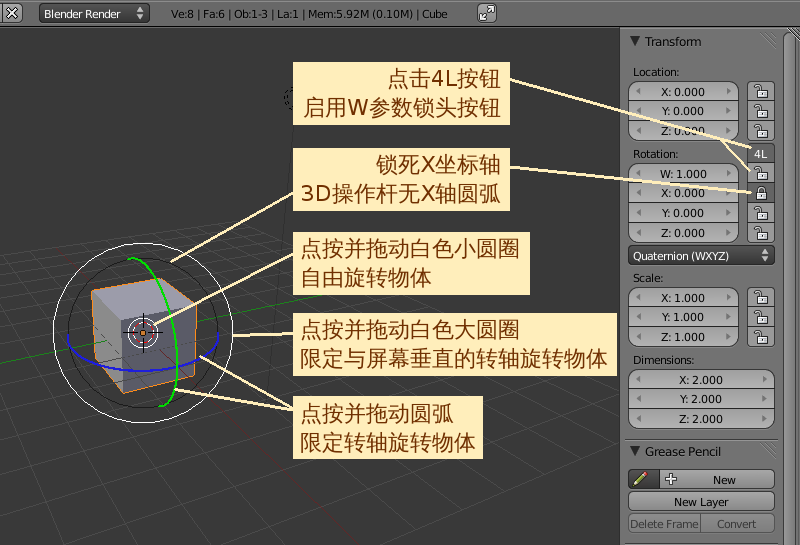 Blender Render
Ve:8 | Fa:6 | Ob:1-3 | La:1 | Mem:5.92M (0.10M) | Cube
点击4L按钮
启用W参数锁头按钮
锁死X坐标轴
3D操作杆无X轴圆弧
点按并拖动白色小圆圈
自由旋转物体
点按并拖动白色大圆圈
限定与屏幕垂直的转轴旋转物体
点按并拖动圆弧
限定转轴旋转物体
Transform
Location:
X: 0.000
Y: 0.000
Z: 0.000
Rotation:
4L
W: 1.000
X: 0.000
Y: 0.000
Z: 0.000
Quaternion (WXYZ)
Scale:
X: 1.000
Y: 1.000
Z: 1.000
Dimensions:
X: 2.000
Y: 2.000
Z: 2.000
Grease Pencil
New
New Layer
Delete Frame
Convert